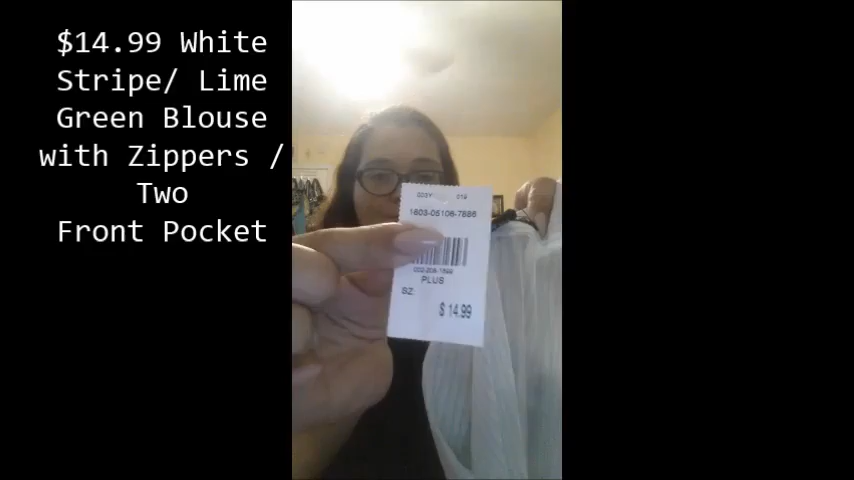 $14.99 White
Stripe/ Lime
Green Blouse
with Zippers /
Two
Front Pocket
1603-05106-7886
PLUS
SZ
$ 14.99